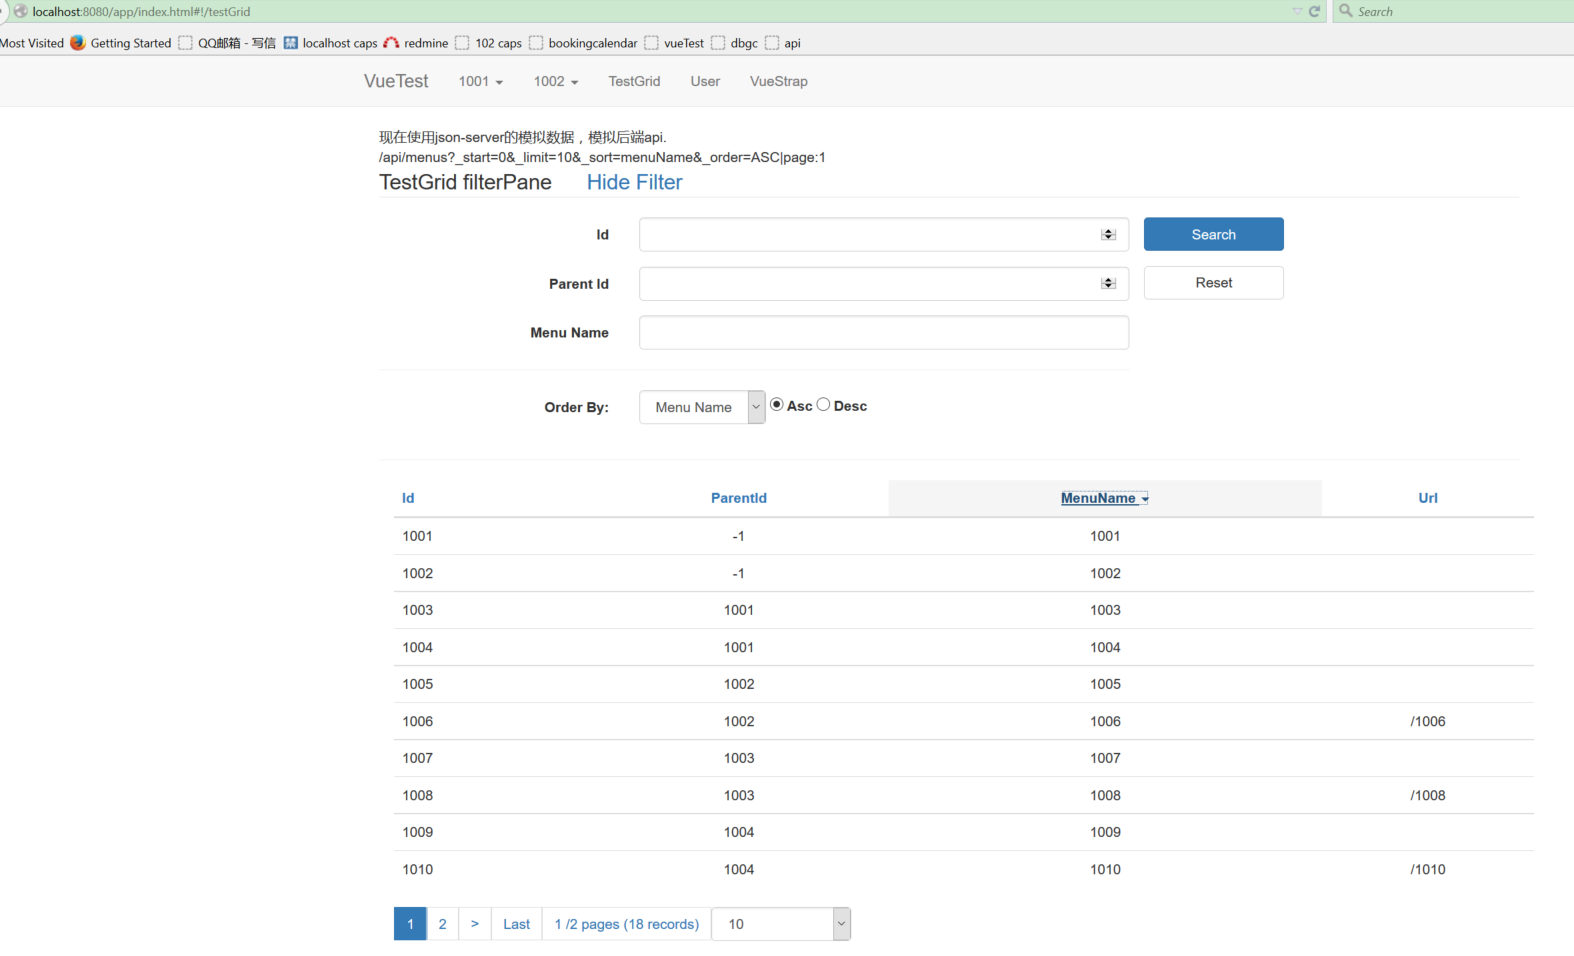 localhost:8080/app/index.html#!/testGrid Search
Most Visited Getting Started QQ邮箱 - 写信 localhost caps redmine 102 caps bookingcalendar vueTest dbgc api
VueTest 1001 1002 TestGrid User VueStrap
现在使用json-server的模拟数据，模拟后端api.
/api/menus?_start=0&_limit=10&_sort=menuName&_order=ASC|page:1
TestGrid filterPane Hide Filter
Id Search
Parent Id Reset
Menu Name
Order By: Menu Name Asc Desc
Id ParentId MenuName Url
1001 -1 1001
1002 -1 1002
1003 1001 1003
1004 1001 1004
1005 1002 1005
1006 1002 1006 /1006
1007 1003 1007
1008 1003 1008 /1008
1009 1004 1009
1010 1004 1010 /1010
1 2 > Last 1 /2 pages (18 records) 10